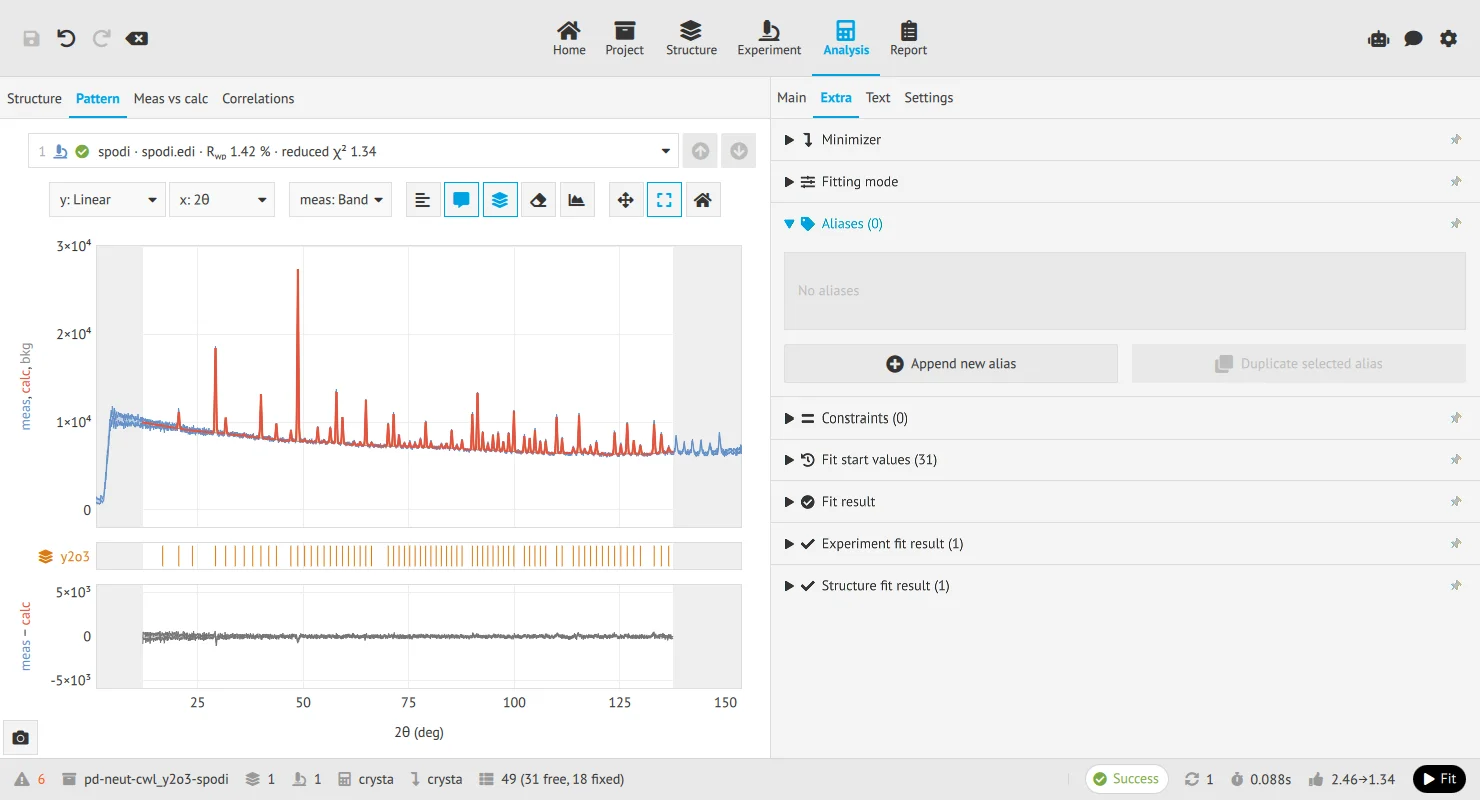 Home
Project
Structure
Experiment
Analysis
Report
Structure
Pattern
Meas vs calc
Correlations
1 spodi · spodi.edi · Rwp 1.42 % · reduced χ² 1.34
y: Linear
x: 2θ
meas: Band
3×10⁴
2×10⁴
1×10⁴
0
meas, calc, bkg
y2o3
5×10³
0
-5×10³
meas − calc
25
50
75
100
125
150
2θ (deg)
Main
Extra
Text
Settings
Minimizer
Fitting mode
Aliases (0)
No aliases
Append new alias
Duplicate selected alias
Constraints (0)
Fit start values (31)
Fit result
Experiment fit result (1)
Structure fit result (1)
6
pd-neut-cwl_y2o3-spodi
1
1
crysta
crysta
49 (31 free, 18 fixed)
Success
1
0.088s
2.46→1.34
Fit